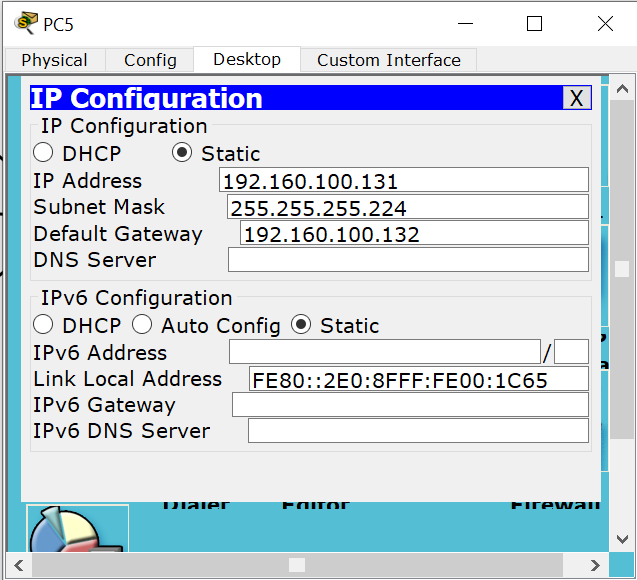 PC5
Physical Config Desktop Custom Interface
IP Configuration X
IP Configuration
DHCP Static
IP Address 192.160.100.131
Subnet Mask 255.255.255.224
Default Gateway 192.160.100.132
DNS Server
IPv6 Configuration
DHCP Auto Config Static
IPv6 Address /
Link Local Address FE80::2E0:8FFF:FE00:1C65
IPv6 Gateway
IPv6 DNS Server
Dialer Editor Firewall